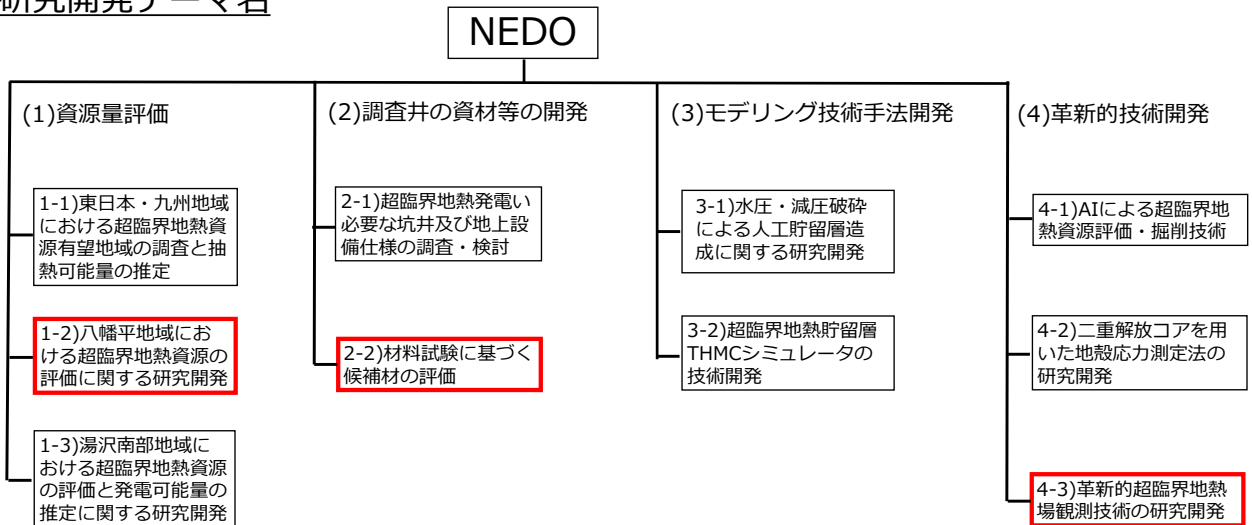 研究開発テーマ名
NEDO
(1)資源量評価
(2)調査井の資材等の開発
(3)モデリング技術手法開発
(4)革新的技術開発
1-1)東日本・九州地域
における超臨界地熱資
源有望地域の調査と抽
熱可能量の推定
1-2)八幡平地域にお
ける超臨界地熱資源の
評価に関する研究開発
1-3)湯沢南部地域に
おける超臨界地熱資源
の評価と発電可能量の
推定に関する研究開発
2-1)超臨界地熱発電い
必要な坑井及び地上設
備仕様の調査・検討
2-2)材料試験に基づく
候補材の評価
3-1)水圧・減圧破砕
による人工貯留層造
成に関する研究開発
3-2)超臨界地熱貯留層
THMCシミュレータの
技術開発
4-1)AIによる超臨界地
熱資源評価・掘削技術
4-2)二重解放コアを用
いた地殻応力測定法の
研究開発
4-3)革新的超臨界地熱
場観測技術の研究開発